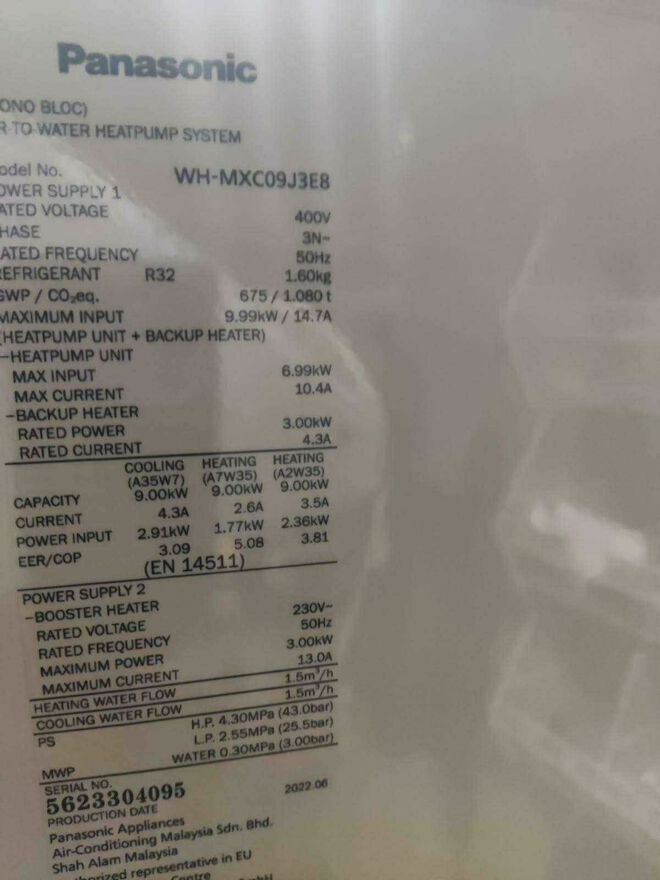 Panasonic
ONO BLOC)
R-TO-WATER HEATPUMP SYSTEM
odel No. WH-MXC09J3E8
OWER SUPPLY 1
ATED VOLTAGE 400V
HASE 3N~
ATED FREQUENCY 50Hz
REFRIGERANT R32 1.60kg
GWP / CO₂eq. 675 / 1.080 t
MAXIMUM INPUT 9.99kW / 14.7A
(HEATPUMP UNIT + BACKUP HEATER)
-HEATPUMP UNIT
MAX INPUT 6.99kW
MAX CURRENT 10.4A
-BACKUP HEATER
RATED POWER 3.00kW
RATED CURRENT 4.3A
COOLING HEATING HEATING
(A35W7) (A7W35) (A2W35)
CAPACITY 9.00kW 9.00kW 9.00kW
CURRENT 4.3A 2.6A 3.5A
POWER INPUT 2.91kW 1.77kW 2.36kW
EER/COP 3.09 5.08 3.81
(EN 14511)
POWER SUPPLY 2
-BOOSTER HEATER
RATED VOLTAGE 230V~
RATED FREQUENCY 50Hz
MAXIMUM POWER 3.00kW
MAXIMUM CURRENT 13.0A
HEATING WATER FLOW 1.5m³/h
COOLING WATER FLOW 1.5m³/h
PS H.P. 4.30MPa (43.0bar)
L.P. 2.55MPa (25.5bar)
MWP WATER 0.30MPa (3.00bar)
SERIAL NO.
5623304095
PRODUCTION DATE 2022.06
Panasonic Appliances
Air-Conditioning Malaysia Sdn. Bhd.
Shah Alam Malaysia
thorized representative in EU
Centre